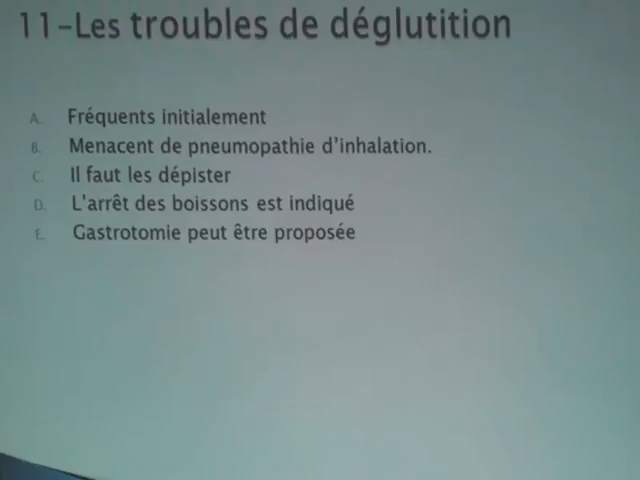 11-Les troubles de déglutition
A. Fréquents initialement
B. Menacent de pneumopathie d'inhalation.
C. Il faut les dépister
D. L'arrêt des boissons est indiqué
E. Gastrotomie peut être proposée